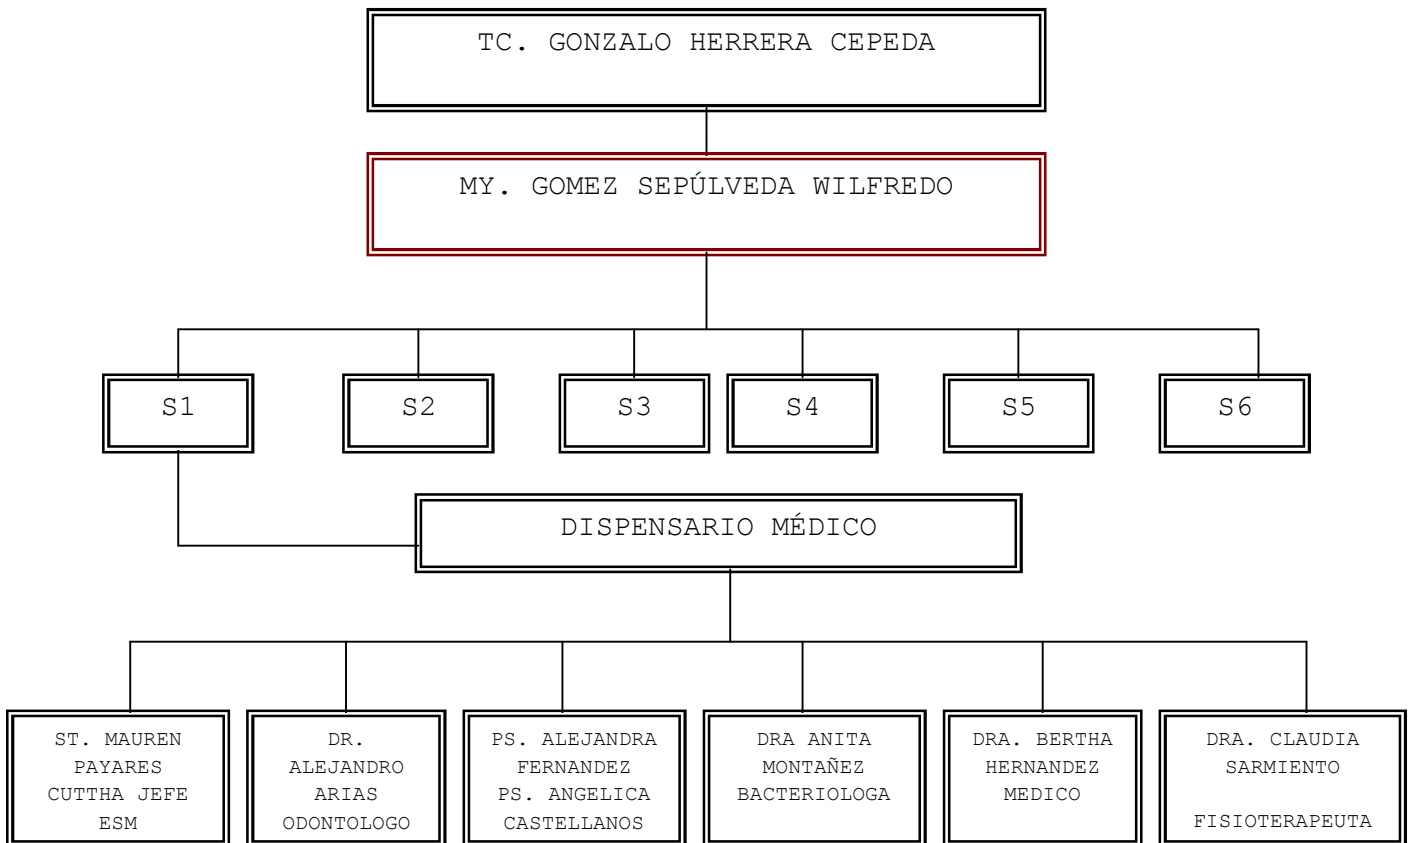 TC. GONZALO HERRERA CEPEDA
MY. GOMEZ SEPÚLVEDA WILFREDO
S1
S2
S3
S4
S5
S6
DISPENSARIO MÉDICO
ST. MAUREN
PAYARES
CUTTHA JEFE
ESM
DR.
ALEJANDRO
ARIAS
ODONTOLOGO
PS. ALEJANDRA
FERNANDEZ
PS. ANGELICA
CASTELLANOS
DRA ANITA
MONTAÑEZ
BACTERIOLOGA
DRA. BERTHA
HERNANDEZ
MEDICO
DRA. CLAUDIA
SARMIENTO
FISIOTERAPEUTA